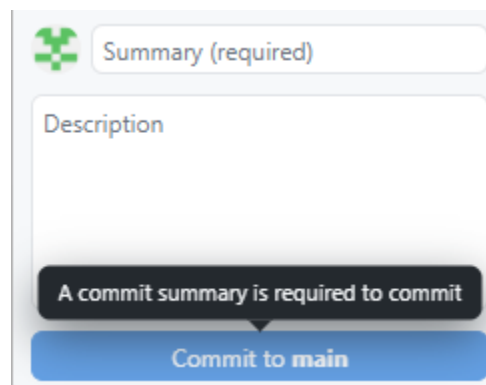 Summary (required)
Description
A commit summary is required to commit
Commit to main